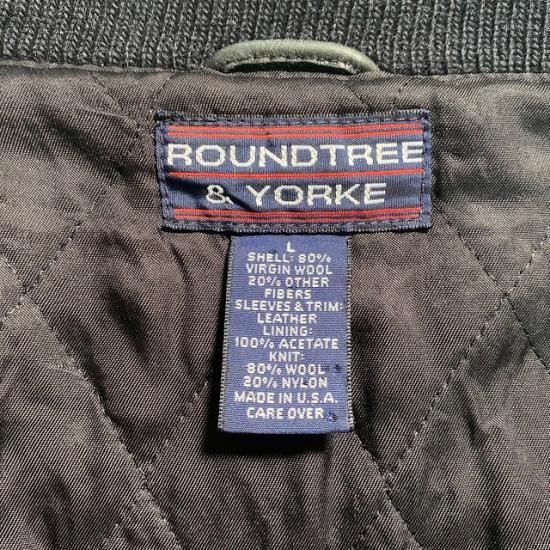 ROUNDTREE
& YORKE
L
SHELL: 80%
VIRGIN WOOL
20% OTHER
FIBERS
SLEEVES & TRIM:
LEATHER
LINING:
100% ACETATE
KNIT:
80% WOOL
20% NYLON
MADE IN U.S.A.
CARE OVER.